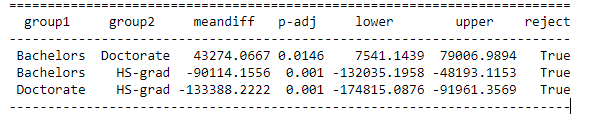 ==============================================================
group1 group2 meandiff p-adj lower upper reject
--------------------------------------------------------------
Bachelors Doctorate 43274.0667 0.0146 7541.1439 79006.9894 True
Bachelors HS-grad -90114.1556 0.001 -132035.1958 -48193.1153 True
Doctorate HS-grad -133388.2222 0.001 -174815.0876 -91961.3569 True
--------------------------------------------------------------